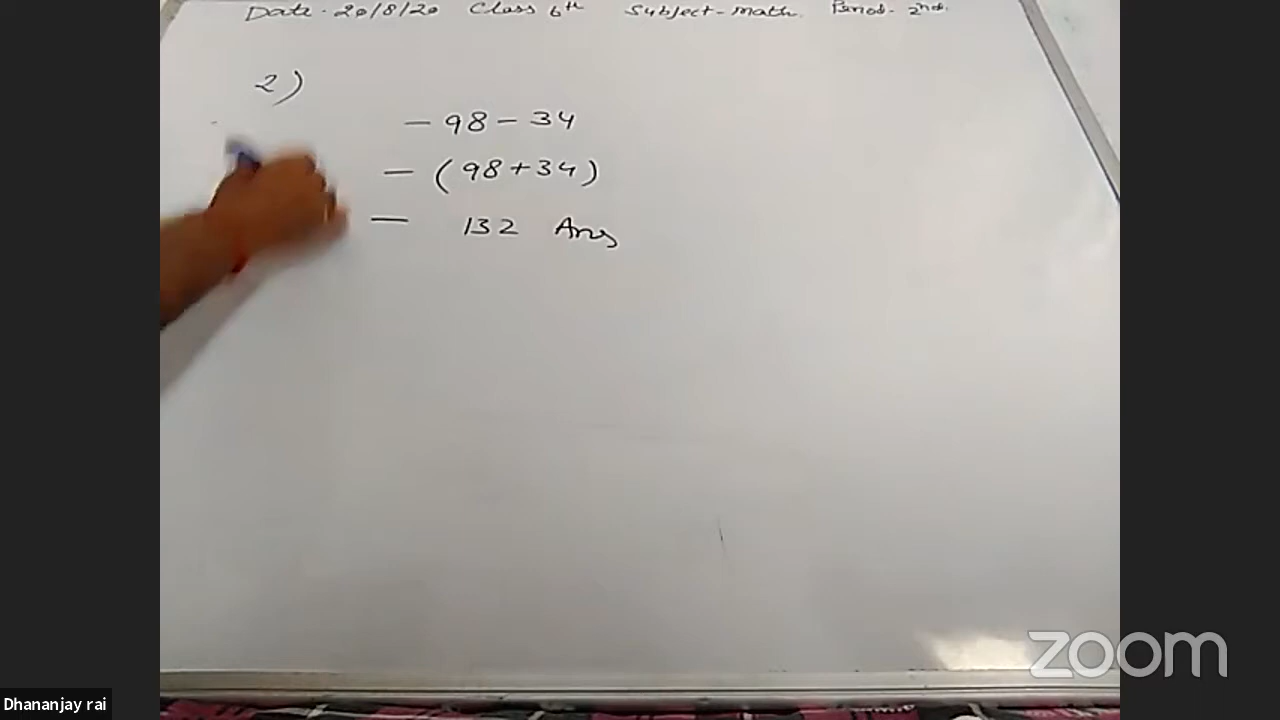 Date - 20/8/20 Class 6th Subject - Math. Period - 2nd.
2)
- 98 - 34
- (98 + 34)
- 132 Ans
zoom
Dhananjay rai